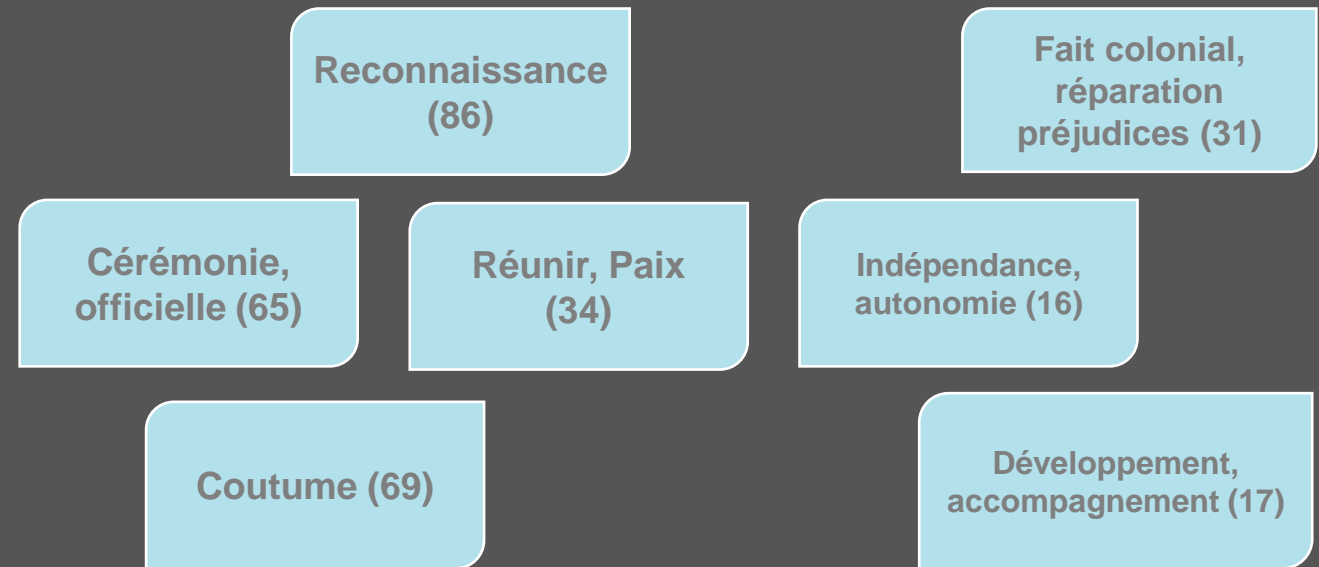 Reconnaissance
(86)
Fait colonial,
réparation
préjudices (31)
Cérémonie,
officielle (65)
Réunir, Paix
(34)
Indépendance,
autonomie (16)
Coutume (69)
Développement,
accompagnement (17)